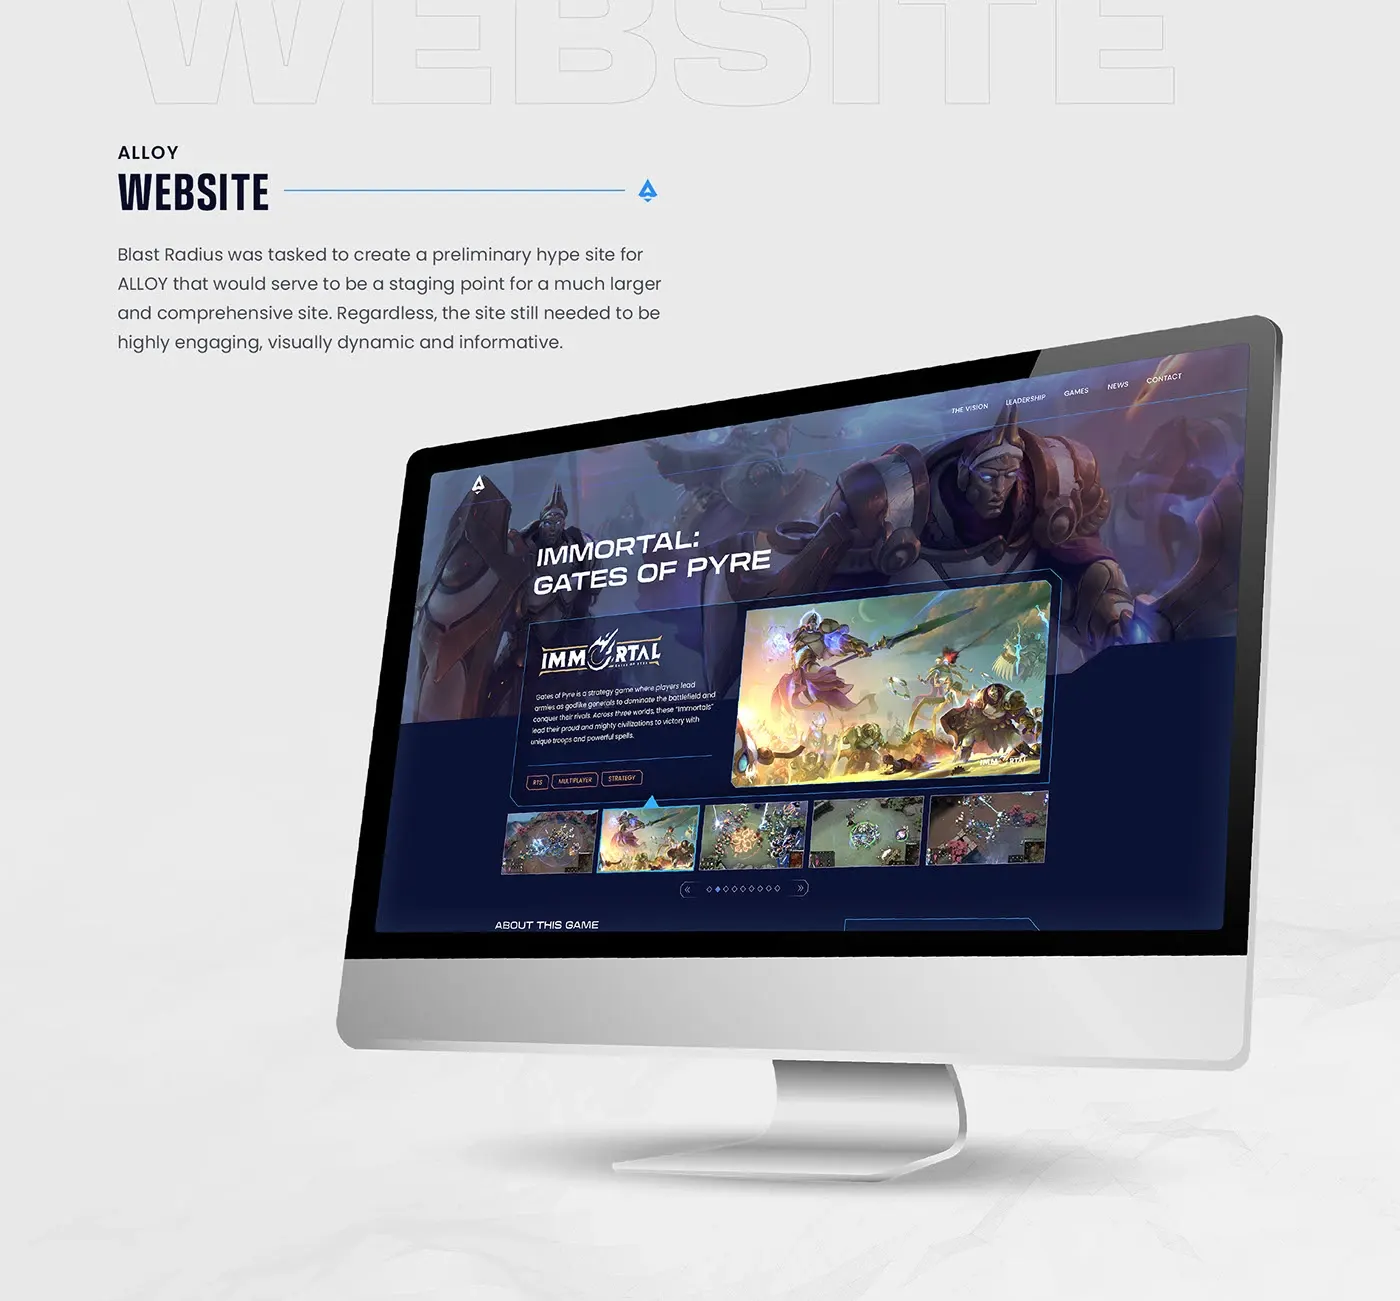 WEBSITE
ALLOY
WEBSITE
Blast Radius was tasked to create a preliminary hype site for
ALLOY that would serve to be a staging point for a much larger
and comprehensive site. Regardless, the site still needed to be
highly engaging, visually dynamic and informative.
THE VISION LEADERSHIP GAMES NEWS CONTACT
IMMORTAL:
GATES OF PYRE
IMMORTAL
GATES OF PYRE
Gates of Pyre is a strategy game where players lead
armies as godlike generals to dominate the battlefield and
conquer their rivals. Across three worlds, these "Immortals"
lead their proud and mighty civilizations to victory with
unique troops and powerful spells.
IMMORTAL
RTS MULTIPLAYER STRATEGY
ABOUT THIS GAME